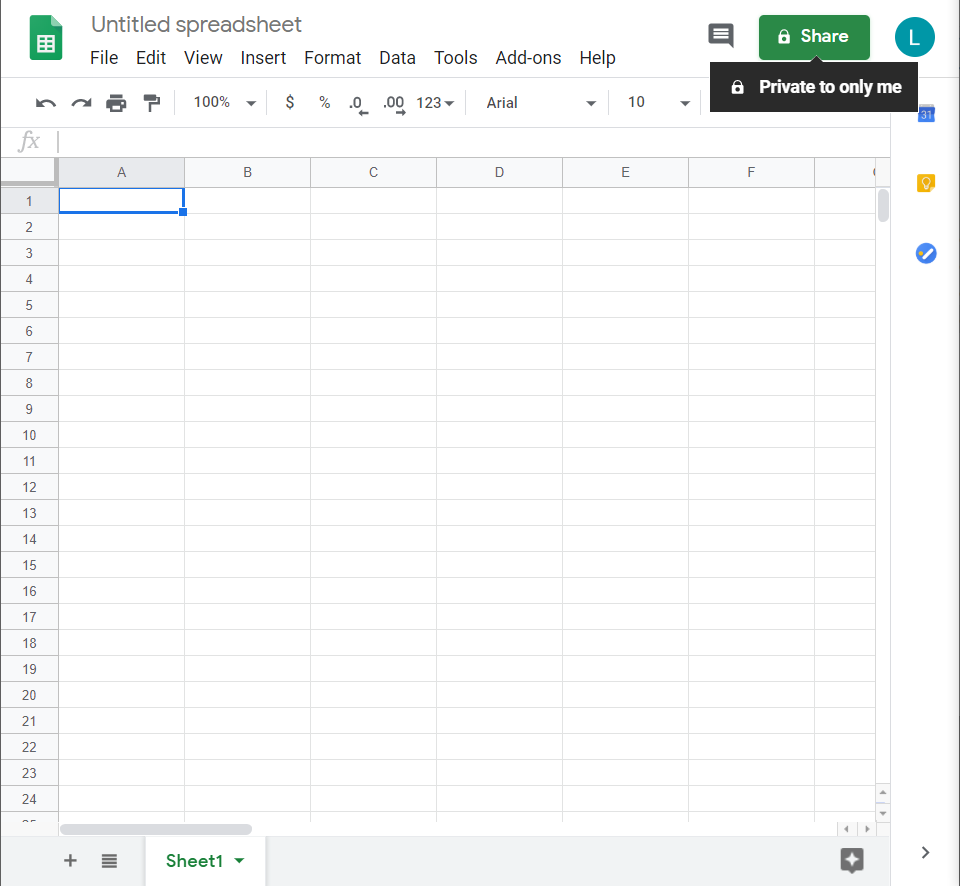 Untitled spreadsheet
File Edit View Insert Format Data Tools Add-ons Help
Share
L
Private to only me
100% $ % .0 .00 123 Arial 10
31
fx
A B C D E F
1
2
3
4
5
6
7
8
9
10
11
12
13
14
15
16
17
18
19
20
21
22
23
24
Sheet1